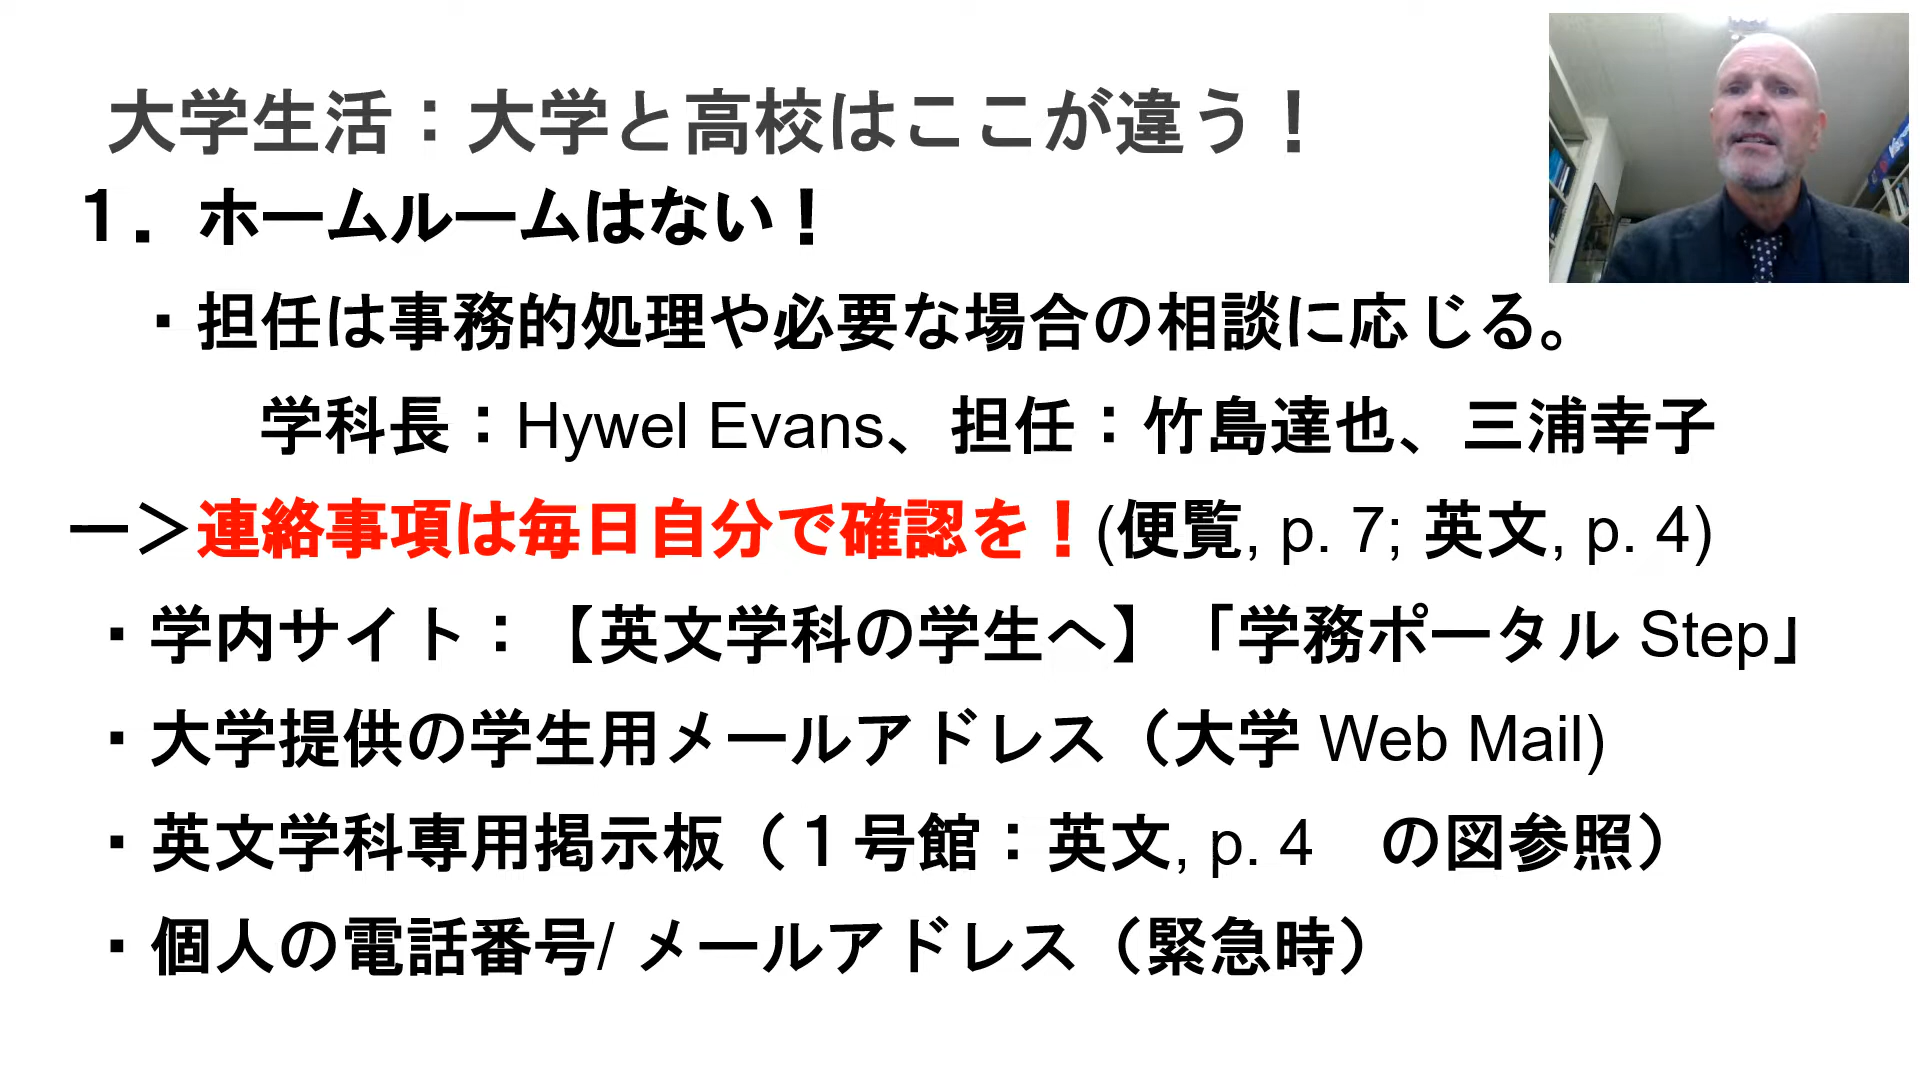 大学生活：大学と高校はここが違う！
１．ホームルームはない！
・担任は事務的処理や必要な場合の相談に応じる。
学科長：Hywel Evans、担任：竹島達也、三浦幸子
ー＞連絡事項は毎日自分で確認を！(便覧, p. 7; 英文, p. 4)
・学内サイト：【英文学科の学生へ】「学務ポータル Step」
・大学提供の学生用メールアドレス（大学 Web Mail)
・英文学科専用掲示板（１号館：英文, p. 4　の図参照）
・個人の電話番号/ メールアドレス（緊急時）